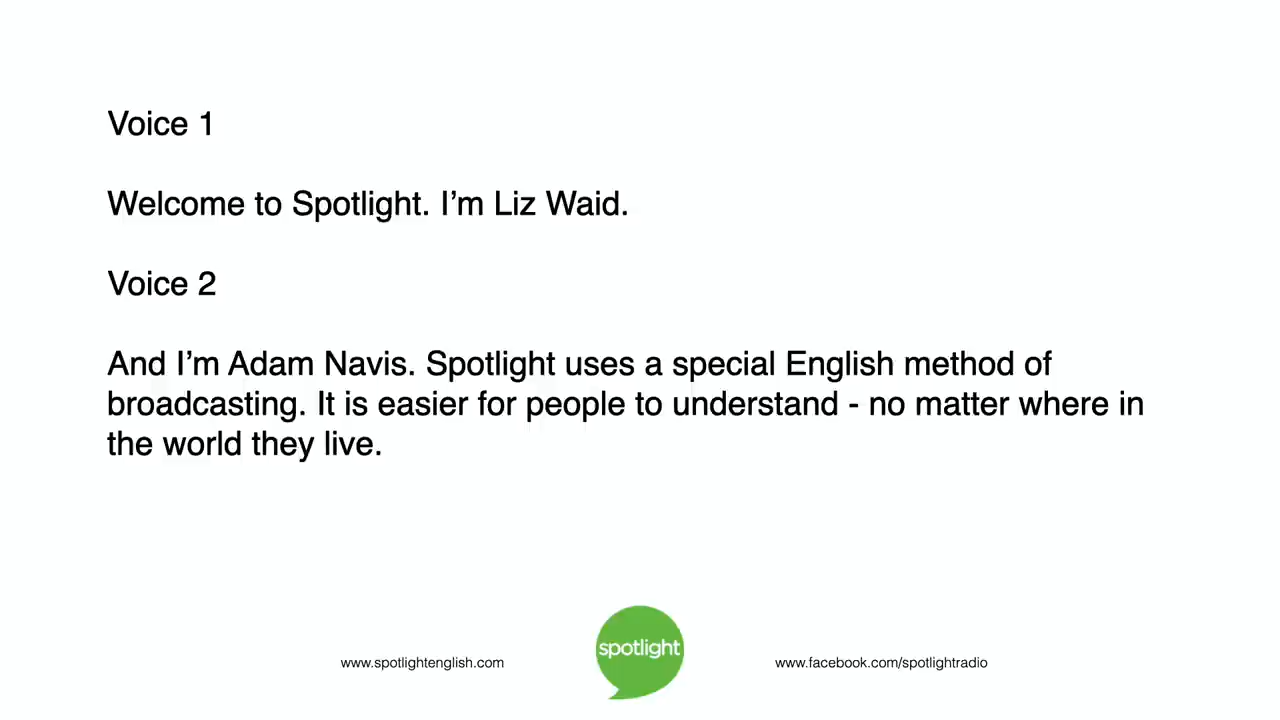 Voice 1
Welcome to Spotlight. I’m Liz Waid.
Voice 2
And I’m Adam Navis. Spotlight uses a special English method of
broadcasting. It is easier for people to understand - no matter where in
the world they live.
spotlight
www.spotlightenglish.com
www.facebook.com/spotlightradio